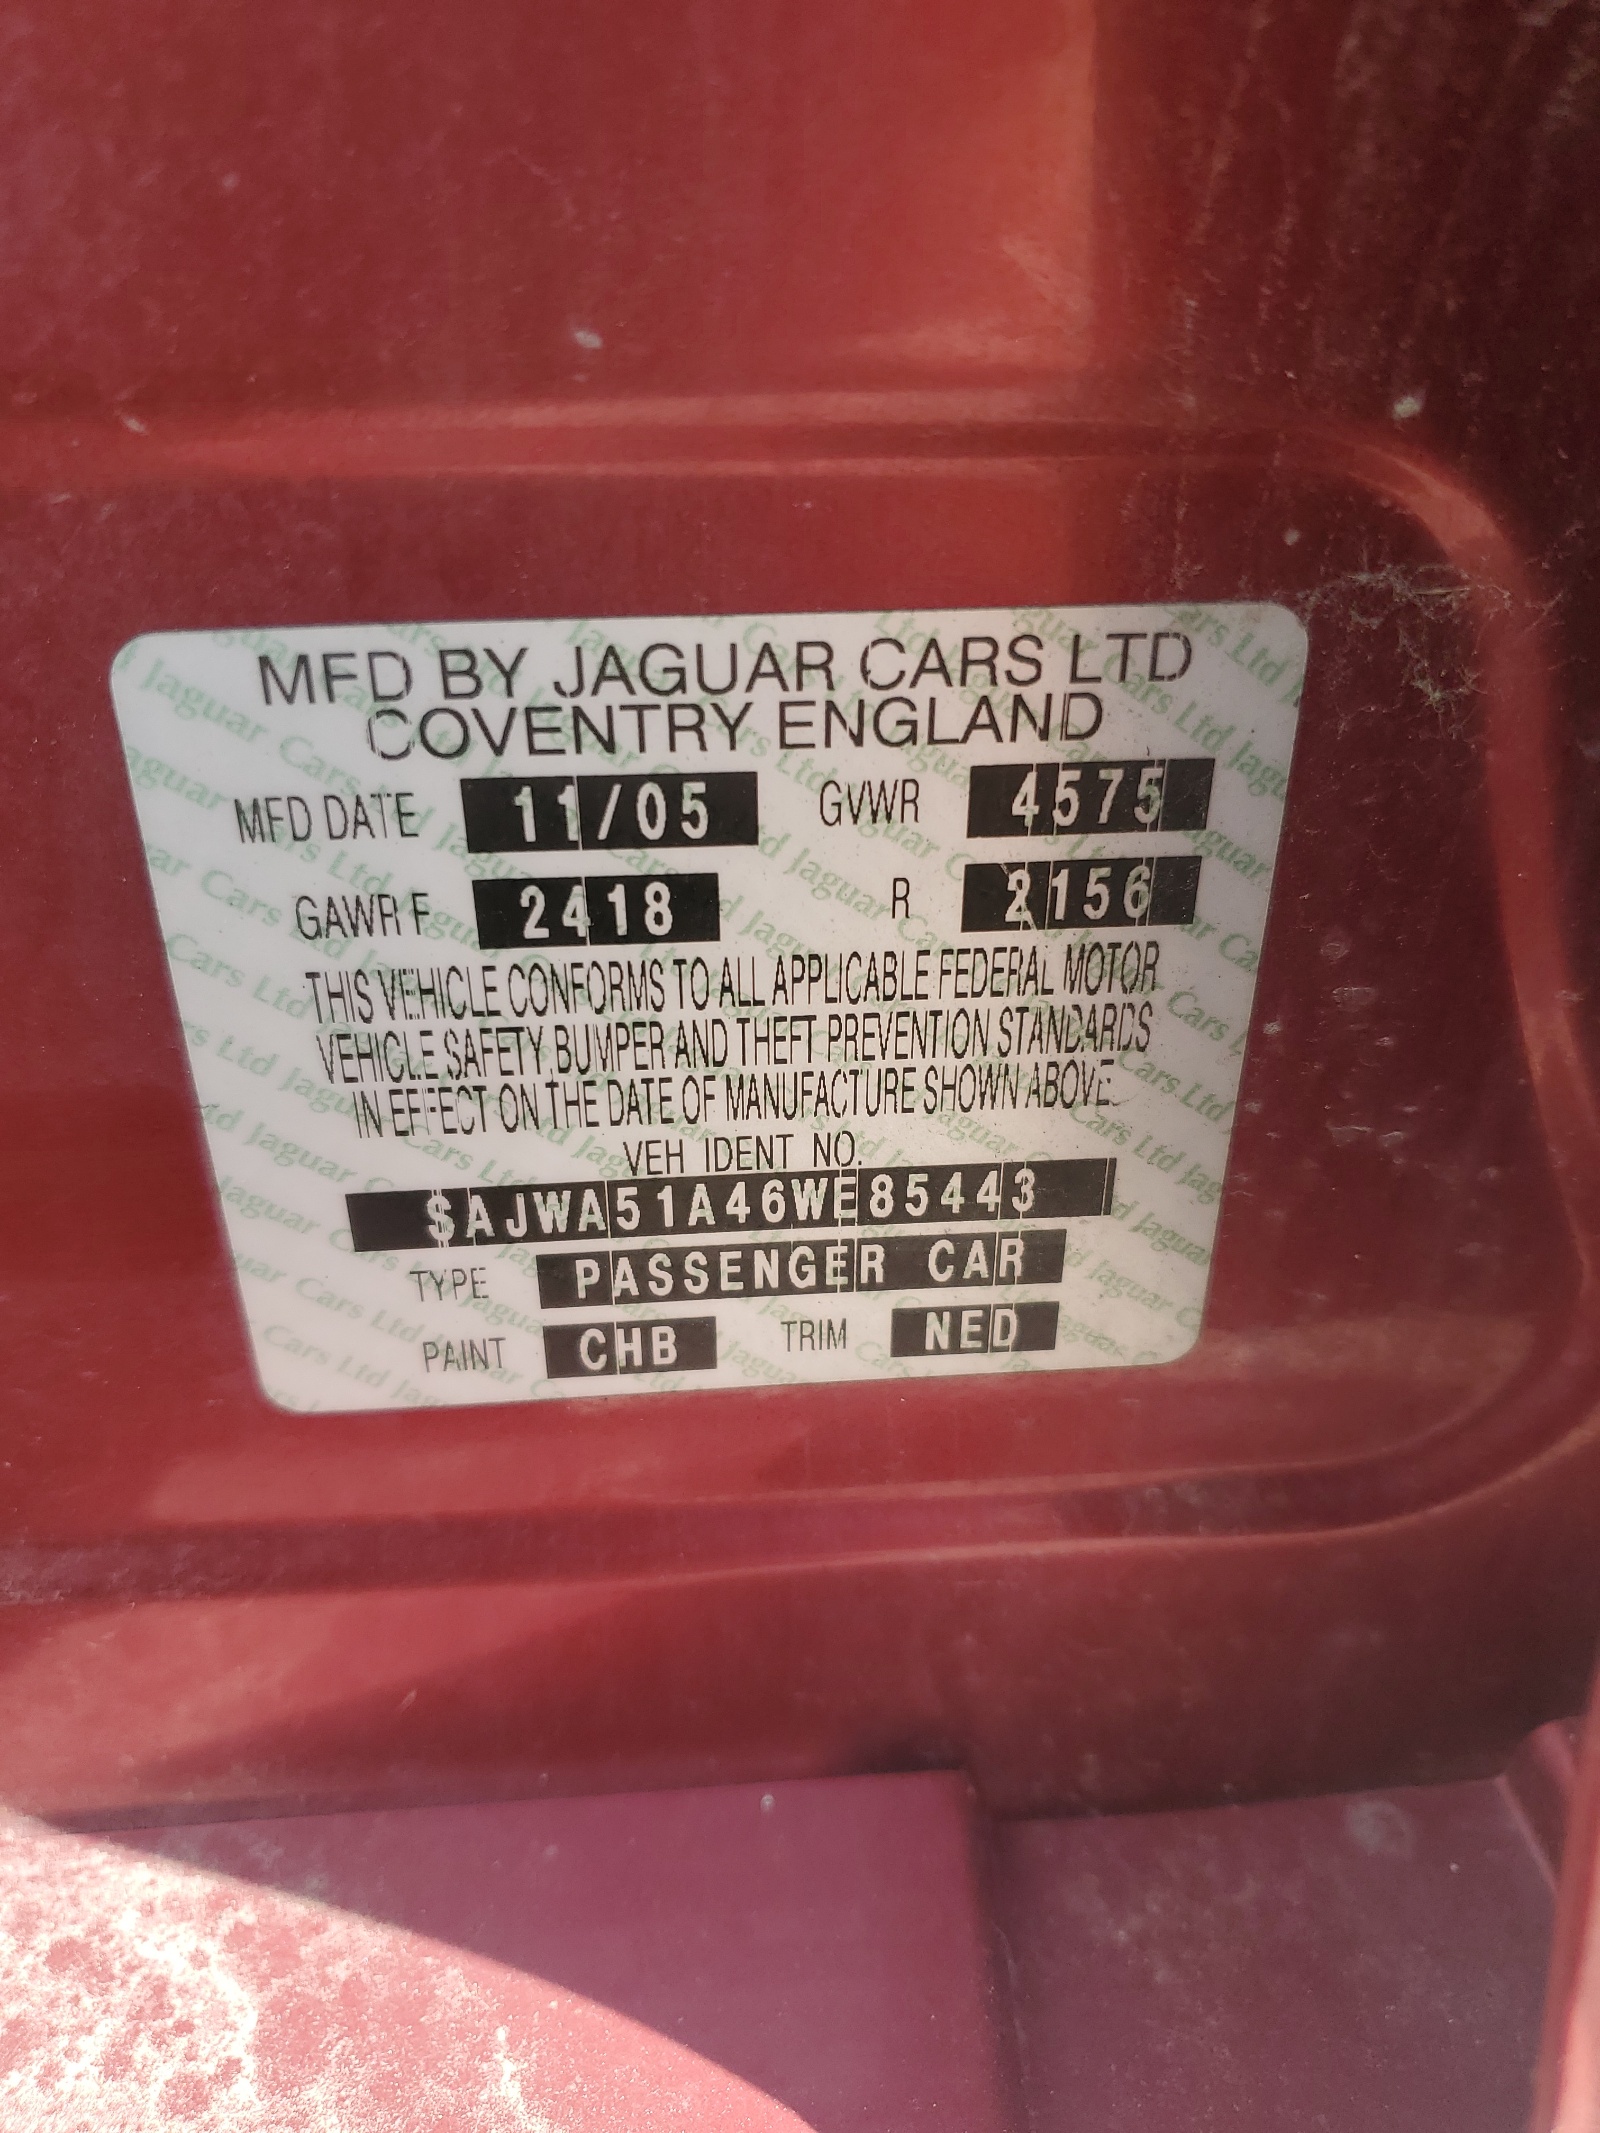 MFD BY JAGUAR CARS LTD
COVENTRY ENGLAND
MFD DATE 11/05 GVWR 4575
GAWR F 2418 R 2156
THIS VEHICLE CONFORMS TO ALL APPLICABLE FEDERAL MOTOR
VEHICLE SAFETY, BUMPER AND THEFT PREVENTION STANDARDS
IN EFFECT ON THE DATE OF MANUFACTURE SHOWN ABOVE.
VEH IDENT NO.
SAJWA51A46WE85443
TYPE PASSENGER CAR
PAINT CHB TRIM NED